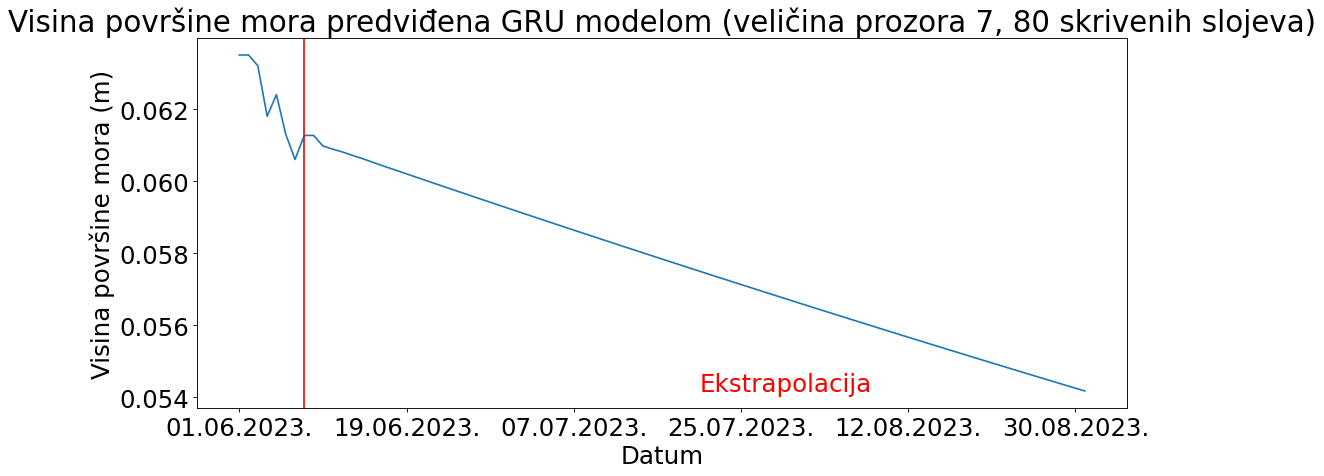 Visina površine mora predviđena GRU modelom (veličina prozora 7, 80 skrivenih slojeva)
Visina površine mora (m)
0.062
0.060
0.058
0.056
0.054
Ekstrapolacija
01.06.2023. 19.06.2023. 07.07.2023. 25.07.2023. 12.08.2023. 30.08.2023.
Datum